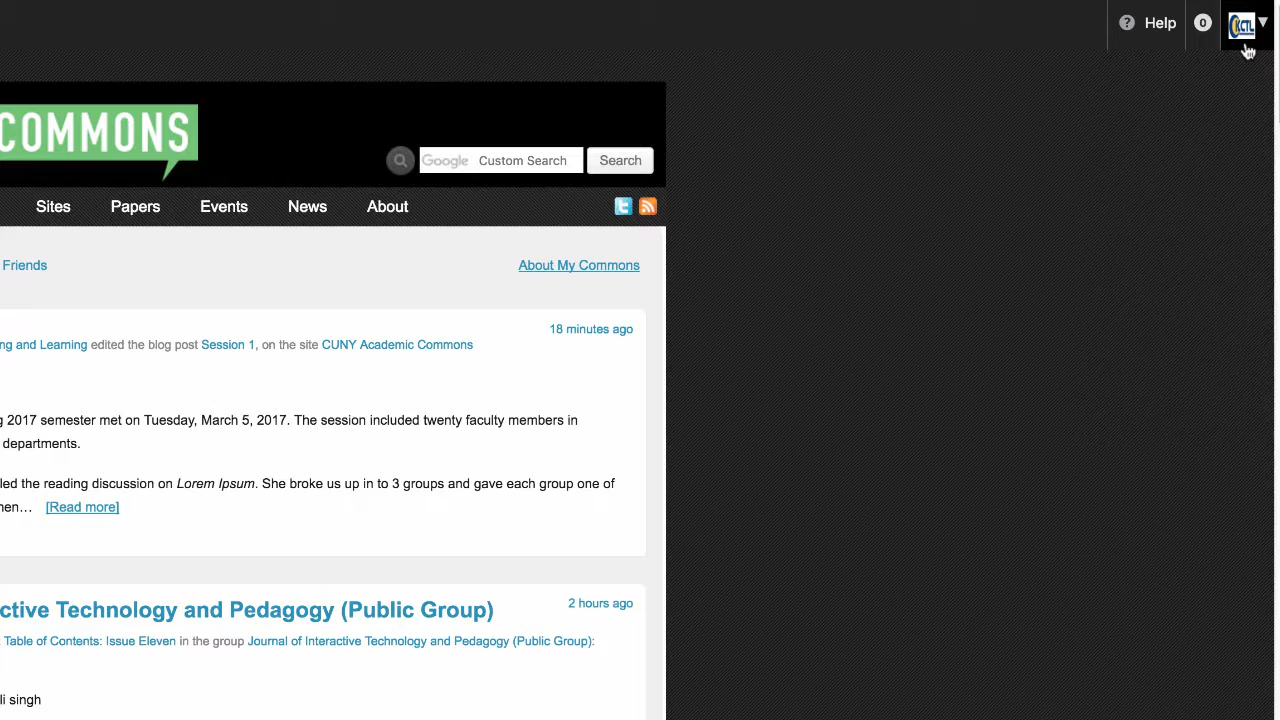 Help
0
KCTL
COMMONS
Google Custom Search
Search
Sites Papers Events News About
Friends
About My Commons
18 minutes ago
ng and Learning edited the blog post Session 1, on the site CUNY Academic Commons
g 2017 semester met on Tuesday, March 5, 2017. The session included twenty faculty members in
departments.
led the reading discussion on Lorem Ipsum. She broke us up in to 3 groups and gave each group one of
hen… [Read more]
ctive Technology and Pedagogy (Public Group)
2 hours ago
Table of Contents: Issue Eleven in the group Journal of Interactive Technology and Pedagogy (Public Group):
li singh